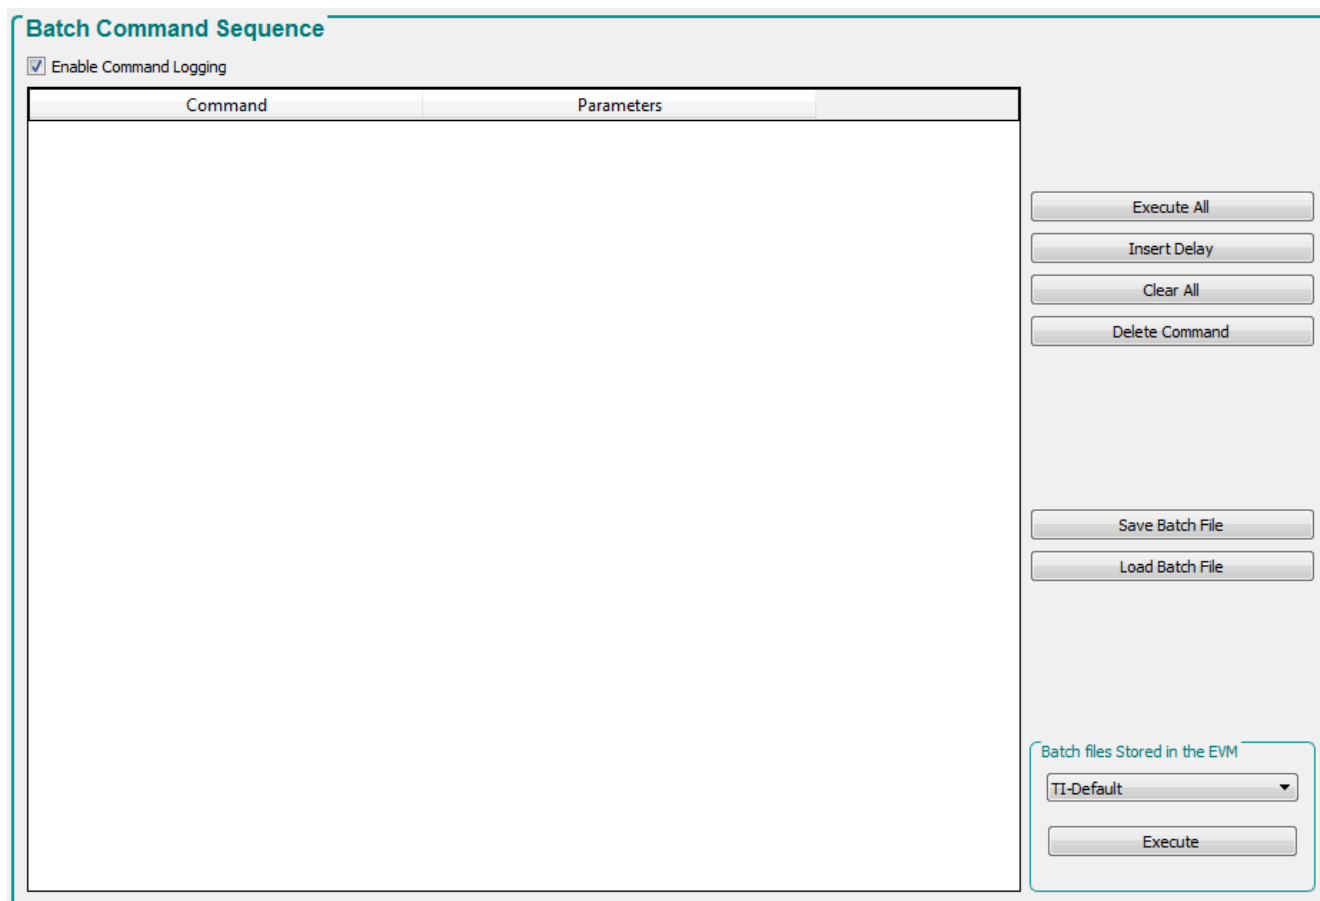 Batch Command Sequence
Enable Command Logging
Command Parameters
Execute All
Insert Delay
Clear All
Delete Command
Save Batch File
Load Batch File
Batch files Stored in the EVM
TI-Default
Execute